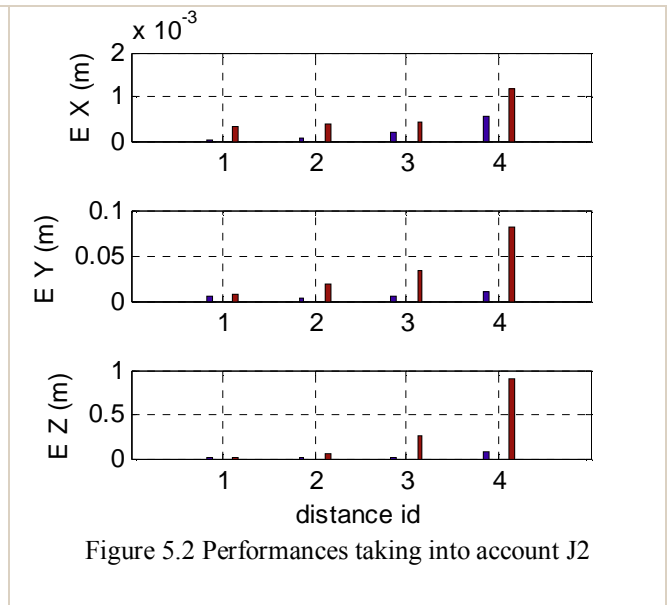 x 10-3
E X (m)
2
1
0
1 2 3 4
E Y (m)
0.1
0.05
0
1 2 3 4
E Z (m)
1
0.5
0
1 2 3 4
distance id
Figure 5.2 Performances taking into account J2